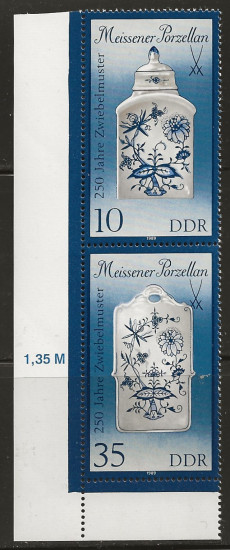 Meissener Porzellan
250 Jahre Zwiebelmuster
10 DDR
1989
Meissener Porzellan
250 Jahre Zwiebelmuster
1,35 M
35 DDR
1989